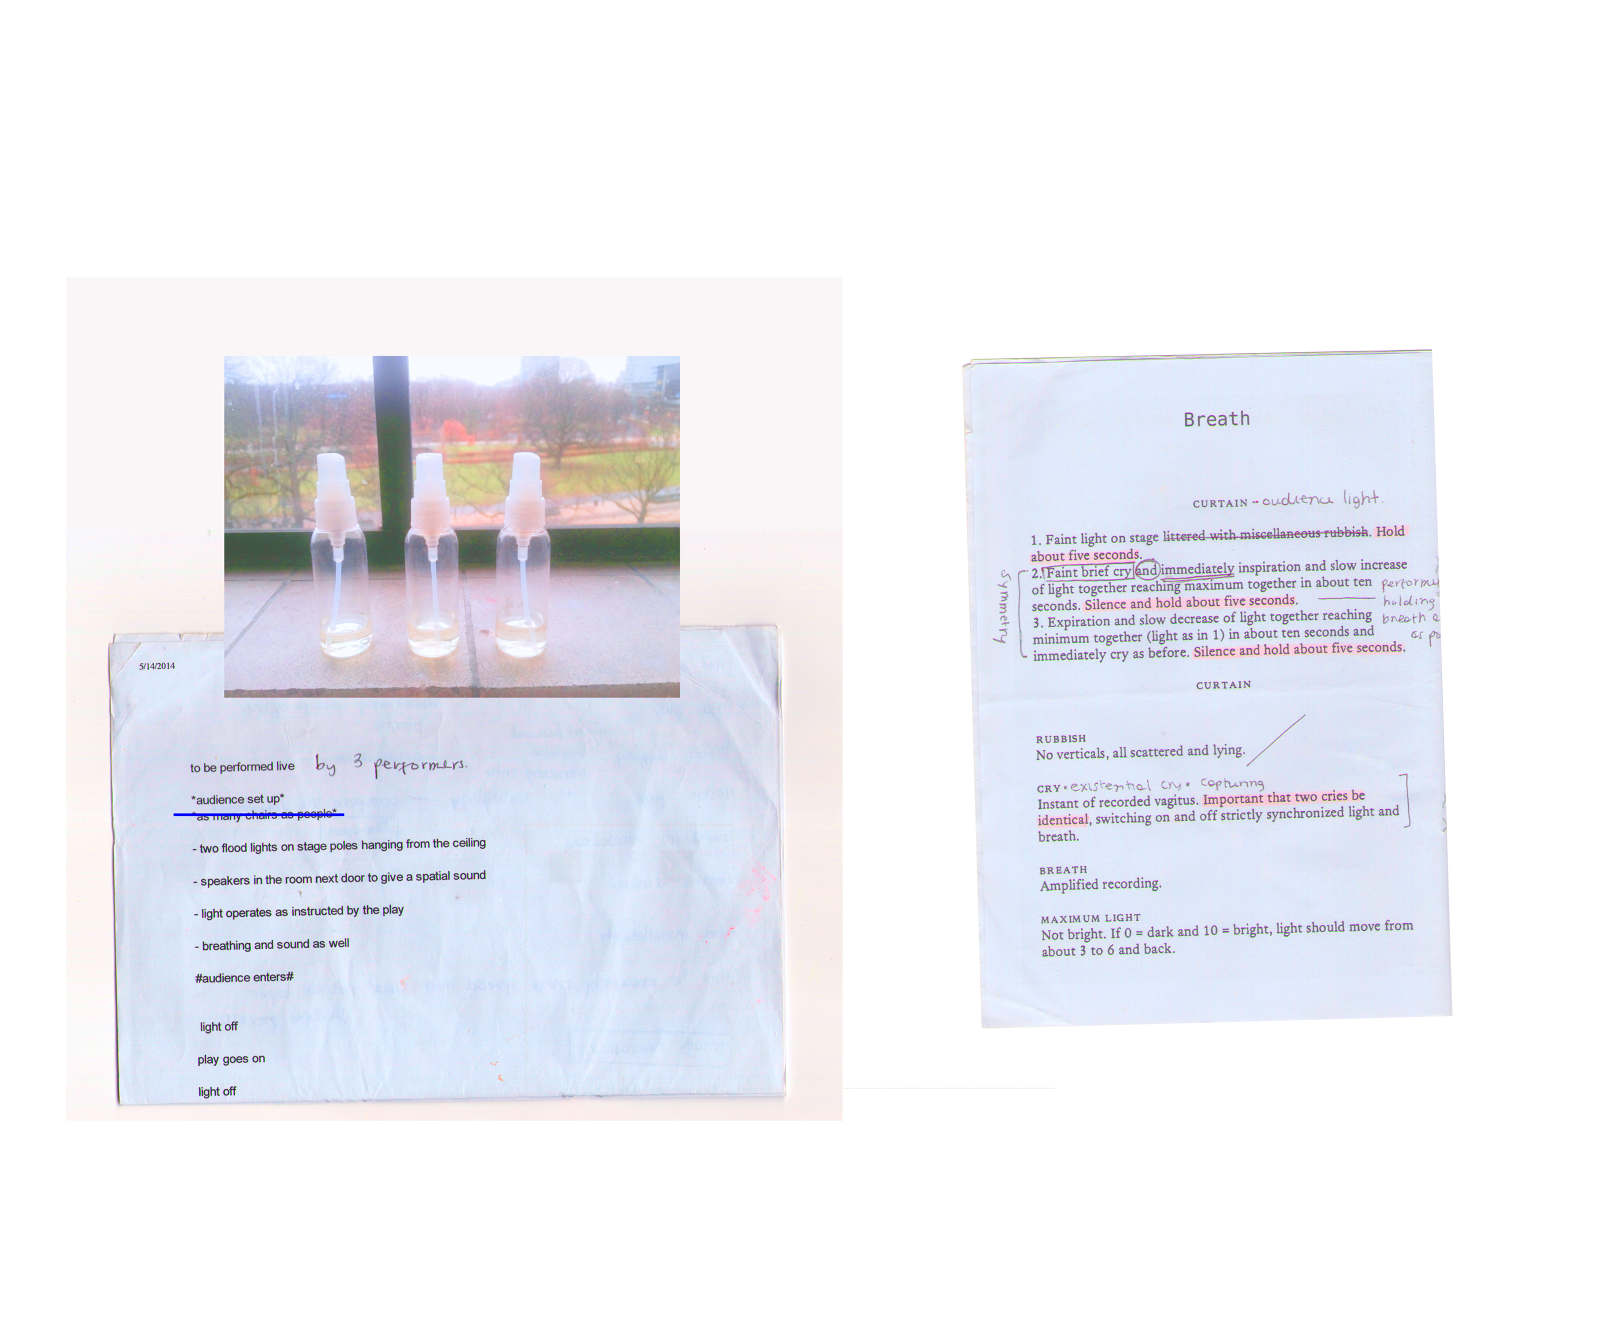 5/14/2014
to be performed live by 3 performers.
*audience set up*
*as many chairs as people*
- two flood lights on stage poles hanging from the ceiling
- speakers in the room next door to give a spatial sound
- light operates as instructed by the play
- breathing and sound as well
#audience enters#
light off
play goes on
light off
Breath
CURTAIN -- audience light.
1. Faint light on stage littered with miscellaneous rubbish. Hold
about five seconds.
2. Faint brief cry and immediately inspiration and slow increase
of light together reaching maximum together in about ten
seconds. Silence and hold about five seconds.
3. Expiration and slow decrease of light together reaching
minimum together (light as in 1) in about ten seconds and
immediately cry as before. Silence and hold about five seconds.
symmetry
holding
breath
as
CURTAIN
RUBBISH
No verticals, all scattered and lying.
CRY • existential cry • capturing
Instant of recorded vagitus. Important that two cries be
identical, switching on and off strictly synchronized light and
breath.
BREATH
Amplified recording.
MAXIMUM LIGHT
Not bright. If 0 = dark and 10 = bright, light should move from
about 3 to 6 and back.